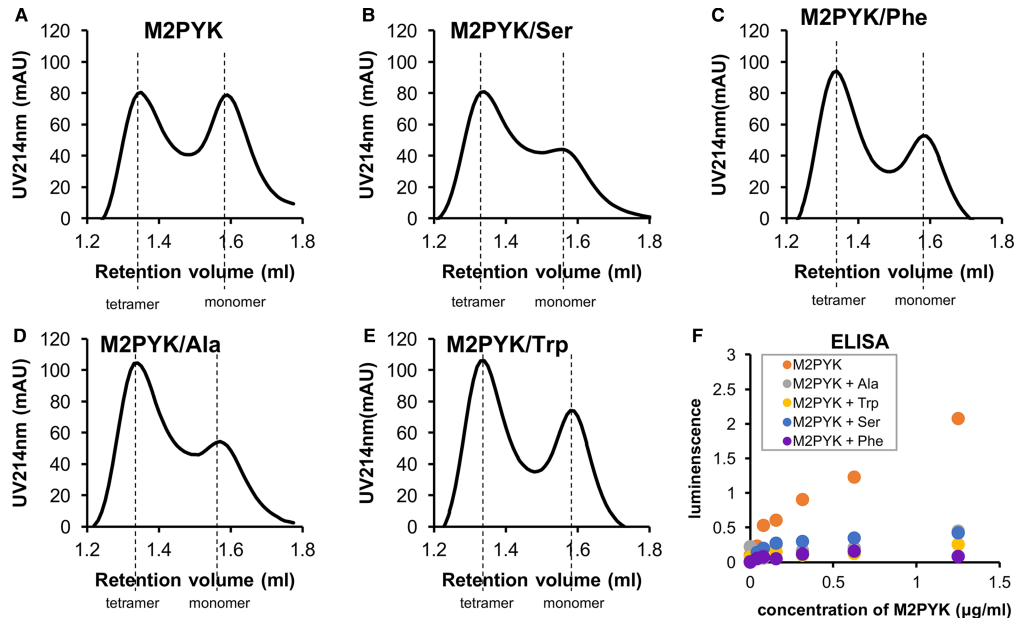 A
M2PYK
UV214nm (mAU)
120
100
80
60
40
20
0
1.2
1.4
1.6
1.8
Retention volume (ml)
tetramer
monomer
B
M2PYK/Ser
UV214nm (mAU)
120
100
80
60
40
20
0
1.2
1.4
1.6
1.8
Retention volume (ml)
tetramer
monomer
C
M2PYK/Phe
UV214nm(mAU)
120
100
80
60
40
20
0
1.2
1.4
1.6
1.8
Retention volume (ml)
tetramer
monomer
D
M2PYK/Ala
UV214nm (mAU)
120
100
80
60
40
20
0
1.2
1.4
1.6
1.8
Retention volume (ml)
tetramer
monomer
E
M2PYK/Trp
UV214nm(mAU)
120
100
80
60
40
20
0
1.2
1.4
1.6
1.8
Retention volume (ml)
tetramer
monomer
F
ELISA
luminenscence
3
2.5
2
1.5
1
0.5
0
M2PYK
M2PYK + Ala
M2PYK + Trp
M2PYK + Ser
M2PYK + Phe
0
0.5
1
1.5
concentration of M2PYK (µg/ml)